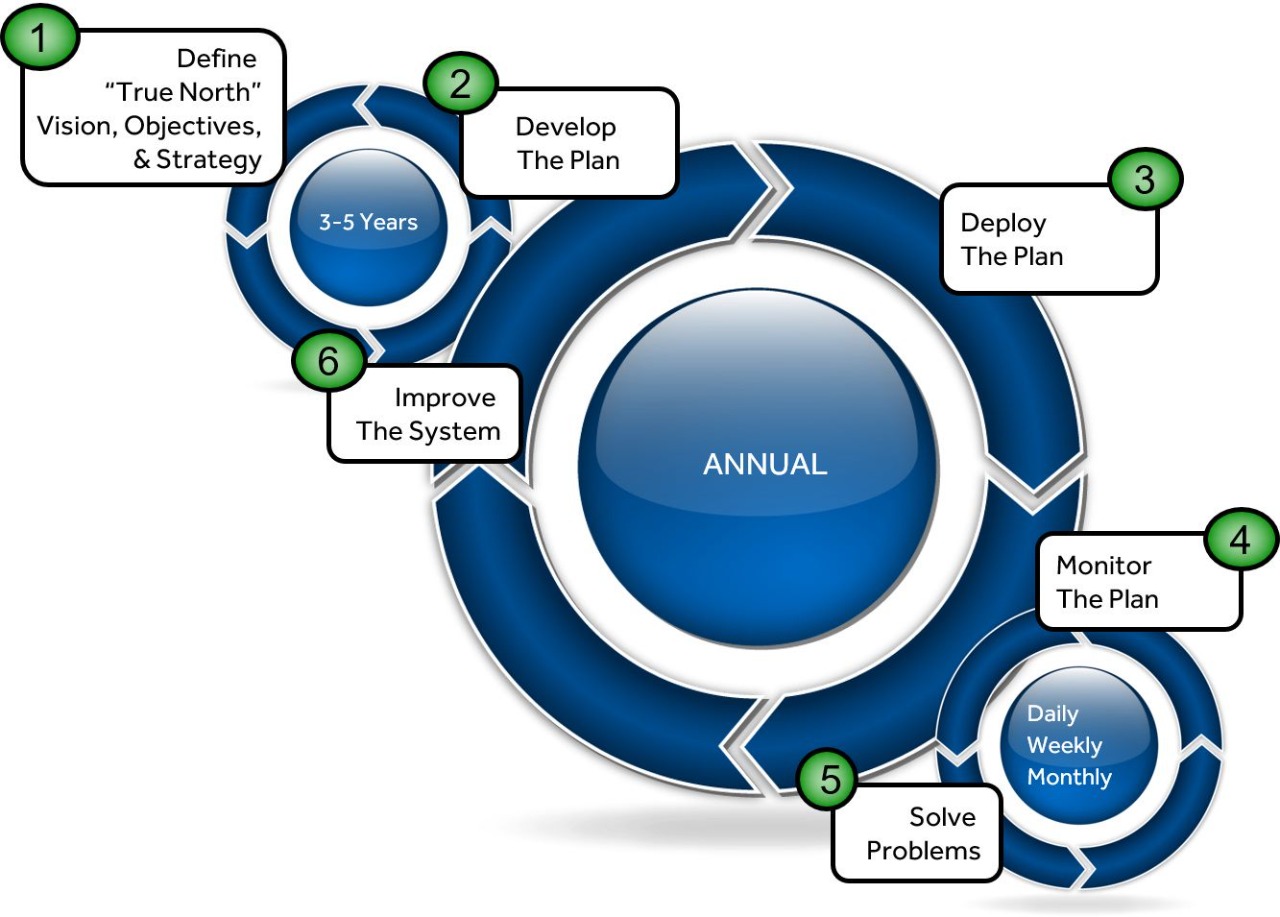 1
Define
“True North”
Vision, Objectives,
& Strategy
2
Develop
The Plan
3
Deploy
The Plan
3-5 Years
6
Improve
The System
ANNUAL
4
Monitor
The Plan
Daily
Weekly
Monthly
5
Solve
Problems